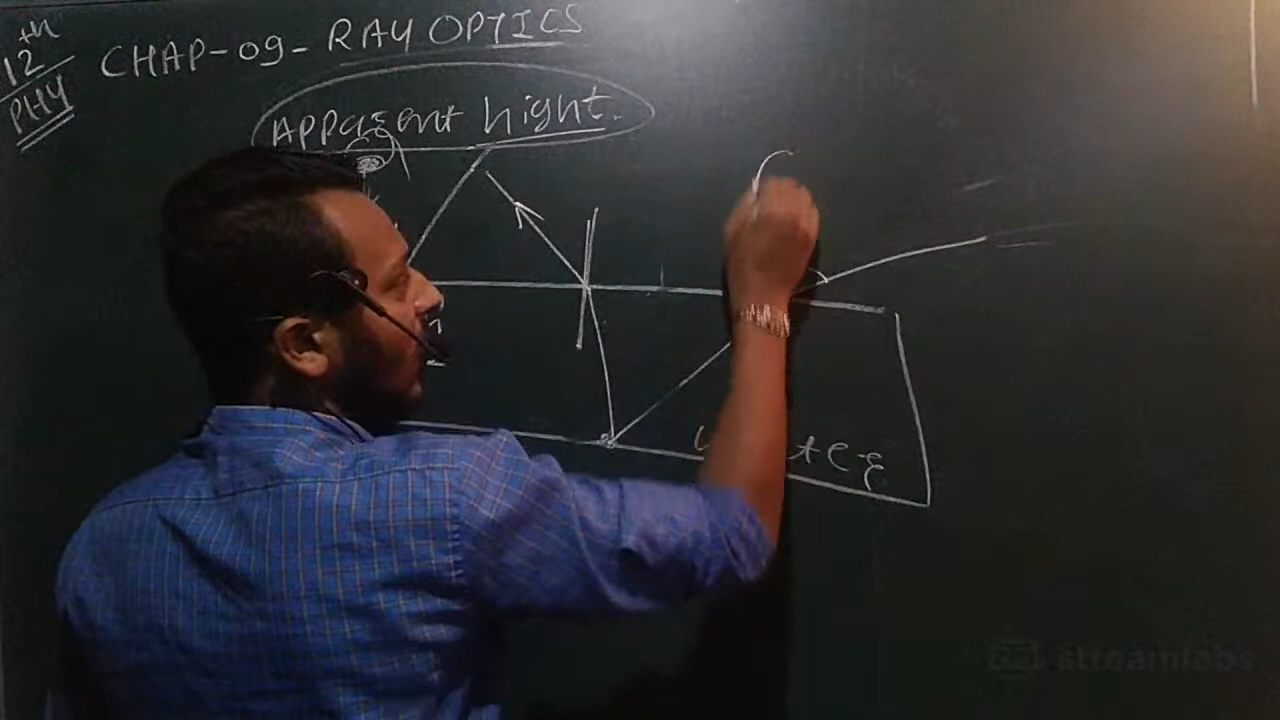 12th
PHY
CHAP-09- RAY OPTICS
Apparent hight.
streamlabs